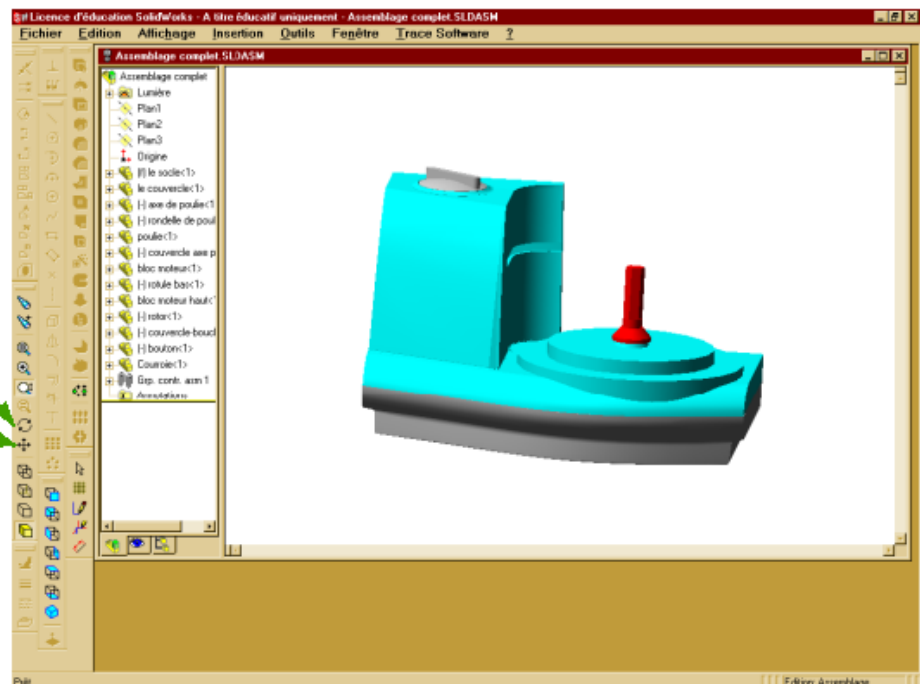 Licence d'éducation SolidWorks - A titre éducatif uniquement - Assemblage complet.SLDASM
Fichier Edition Affichage Insertion Outils Fenêtre Trace Software ?
Assemblage complet.SLDASM
Assemblage complet
Lumière
Plan1
Plan2
Plan3
Origine
(f) le socle<1>
le couvercle<1>
(-) axe de poulie<1
(-) rondelle de poul
poulie<1>
(-) couvercle axe p
bloc moteur<1>
(-) rotule bas<1>
bloc moteur haut<
(-) rotor<1>
(-) couvercle-boucl
(-) bouton<1>
Courroie<1>
Grp. contr. asm 1
Annotations
Prêt
Edition: Assemblage